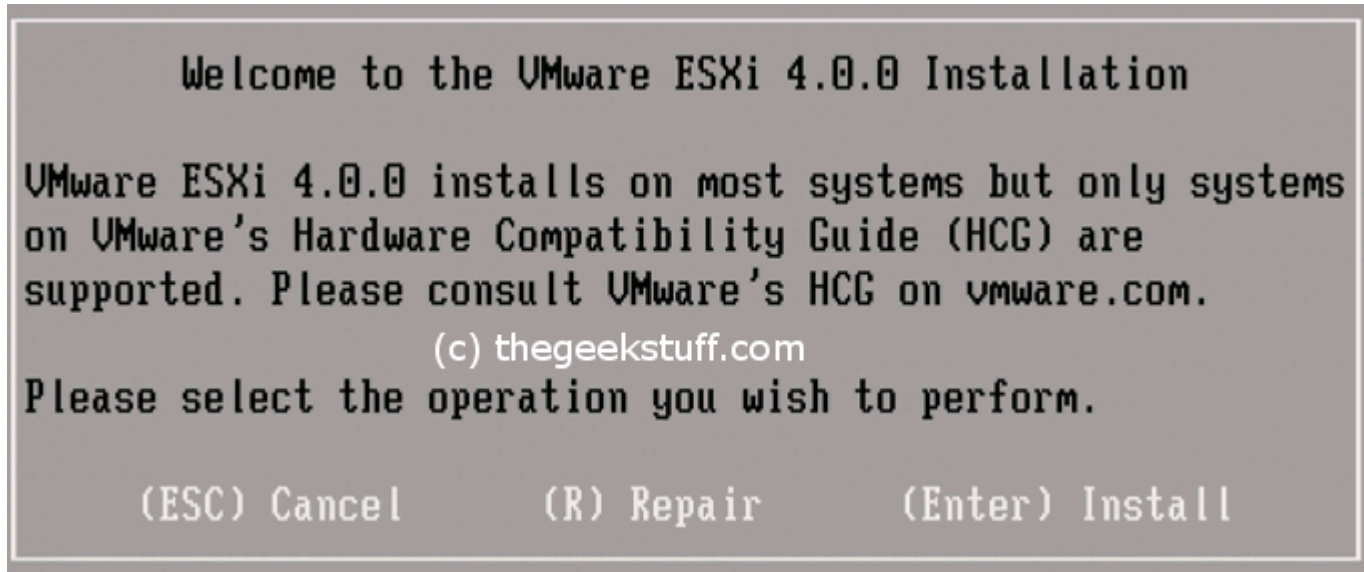 Welcome to the VMware ESXi 4.0.0 Installation
VMware ESXi 4.0.0 installs on most systems but only systems
on VMware's Hardware Compatibility Guide (HCG) are
supported. Please consult VMware's HCG on vmware.com.
(c) thegeekstuff.com
Please select the operation you wish to perform.
(ESC) Cancel (R) Repair (Enter) Install